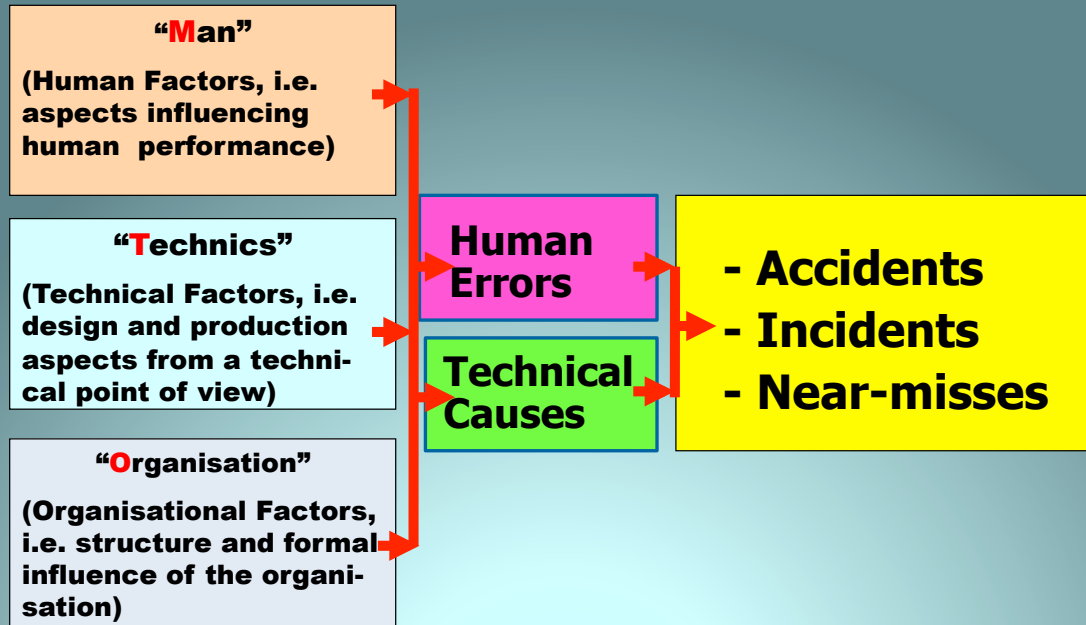 “Man”
(Human Factors, i.e.
aspects influencing
human performance)
“Technics”
(Technical Factors, i.e.
design and production
aspects from a techni-
cal point of view)
“Organisation”
(Organisational Factors,
i.e. structure and formal
influence of the organi-
sation)
Human
Errors
Technical
Causes
- Accidents
- Incidents
- Near-misses